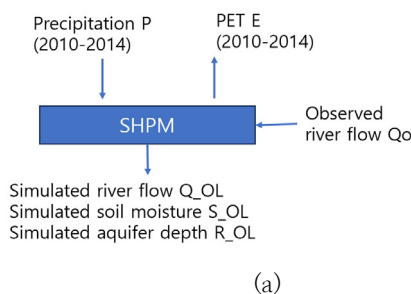 Precipitation P
(2010-2014)
PET E
(2010-2014)
SHPM
Observed
river flow Qo
Simulated river flow Q_OL
Simulated soil moisture S_OL
Simulated aquifer depth R_OL
(a)